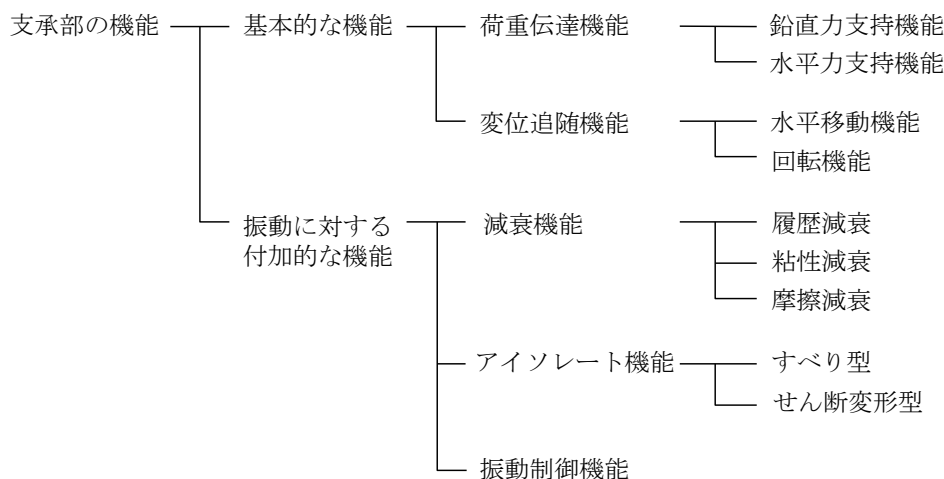 支承部の機能
基本的な機能
荷重伝達機能
鉛直力支持機能
水平力支持機能
変位追随機能
水平移動機能
回転機能
振動に対する
付加的な機能
減衰機能
履歴減衰
粘性減衰
摩擦減衰
アイソレート機能
すべり型
せん断変形型
振動制御機能